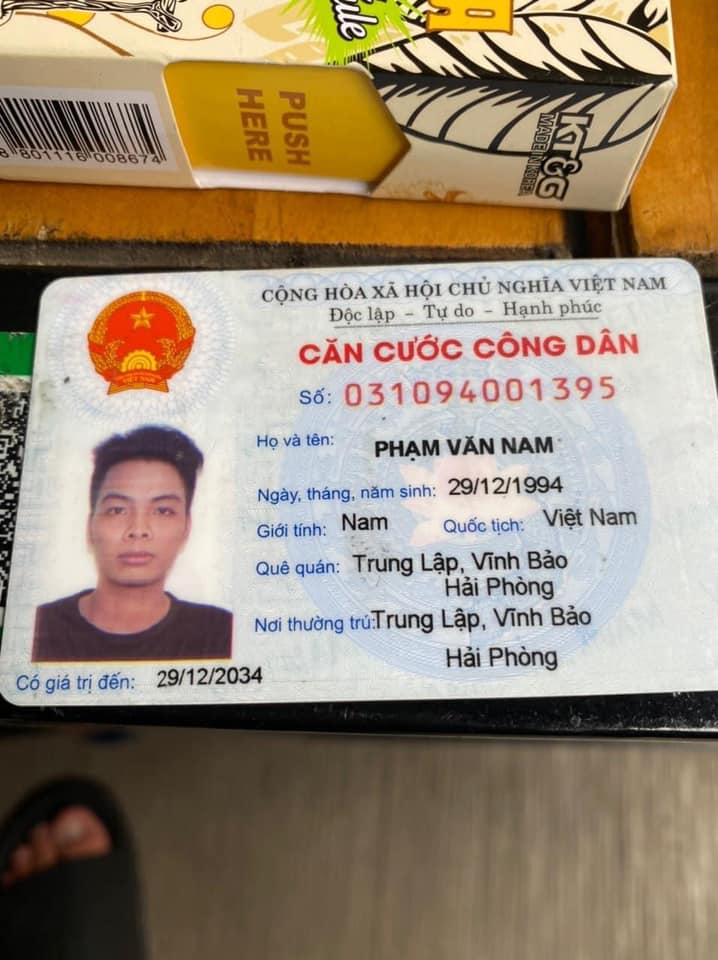 ESSE
8 801116 008674
PUSH
HERE
KT&G
MADE IN KOREA
CỘNG HÒA XÃ HỘI CHỦ NGHĨA VIỆT NAM
Độc lập - Tự do - Hạnh phúc
CĂN CƯỚC CÔNG DÂN
Số: 031094001395
Họ và tên: PHẠM VĂN NAM
Ngày, tháng, năm sinh: 29/12/1994
Giới tính: Nam Quốc tịch: Việt Nam
Quê quán: Trung Lập, Vĩnh Bảo
Hải Phòng
Nơi thường trú: Trung Lập, Vĩnh Bảo
Hải Phòng
Có giá trị đến: 29/12/2034
VIỆT NAM